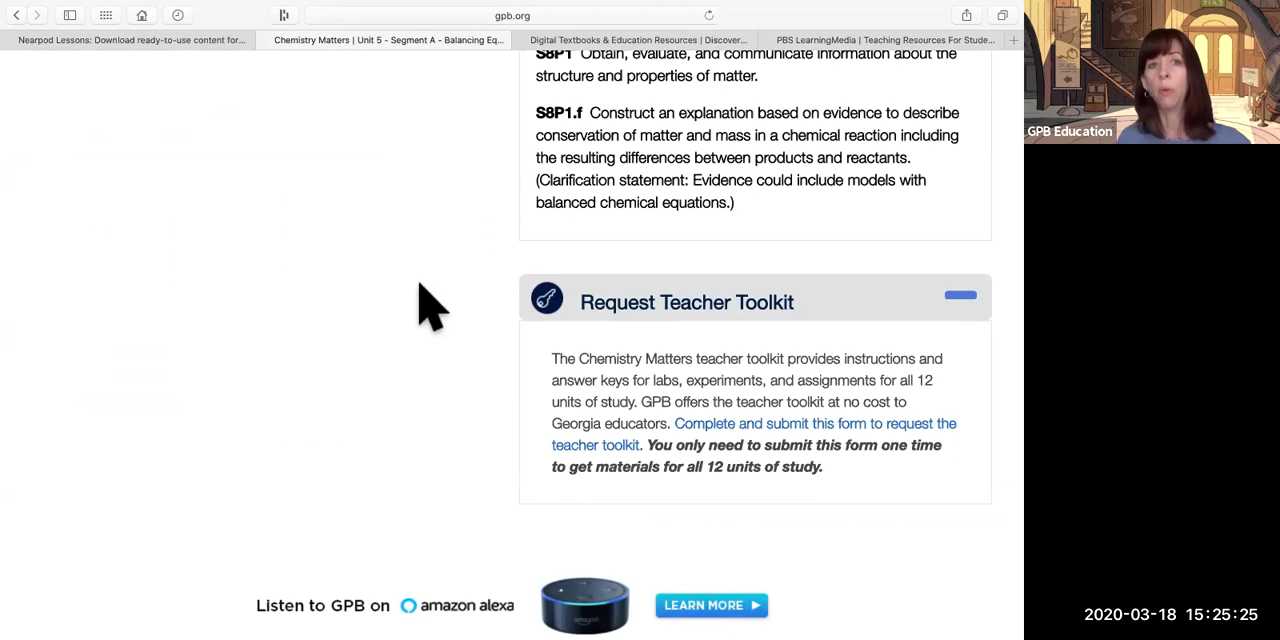 gpb.org
Nearpod Lessons: Download ready-to-use content for...
Chemistry Matters | Unit 5 – Segment A - Balancing Eq...
Digital Textbooks & Education Resources | Discover...
PBS LearningMedia | Teaching Resources For Stude...
S8P1 Obtain, evaluate, and communicate information about the
structure and properties of matter.
S8P1.f Construct an explanation based on evidence to describe
conservation of matter and mass in a chemical reaction including
the resulting differences between products and reactants.
(Clarification statement: Evidence could include models with
balanced chemical equations.)
Request Teacher Toolkit
The Chemistry Matters teacher toolkit provides instructions and
answer keys for labs, experiments, and assignments for all 12
units of study. GPB offers the teacher toolkit at no cost to
Georgia educators. Complete and submit this form to request the
teacher toolkit. You only need to submit this form one time
to get materials for all 12 units of study.
Listen to GPB on amazon alexa
LEARN MORE
GPB Education
2020-03-18 15:25:25